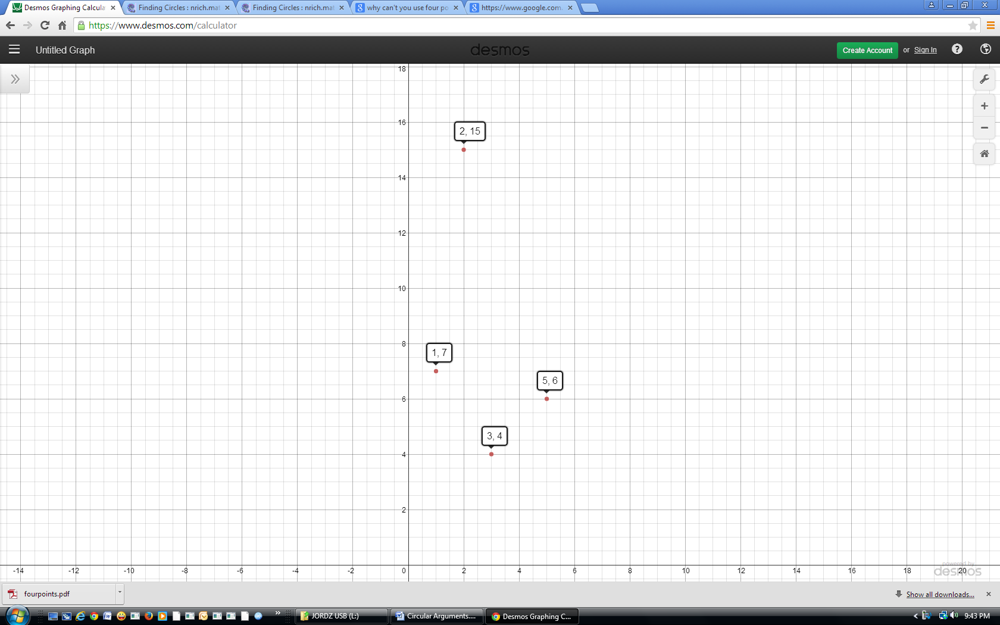 Desmos Graphing Calcula
Finding Circles : nrich.mat
Finding Circles : nrich.mat
why can't you use four po
https://www.google.com.
https://www.desmos.com/calculator
Untitled Graph
desmos
Create Account or Sign In ?
18
16
2, 15
14
12
10
8
1, 7
5, 6
6
3, 4
4
2
-14 -12 -10 -8 -6 -4 -2 0 2 4 6 8 10 12 14 16 18 20
powered by
desmos
fourpoints.pdf
Show all downloads...
JORDZ USB (L:)
Circular Arguments....
Desmos Graphing C...
9:43 PM